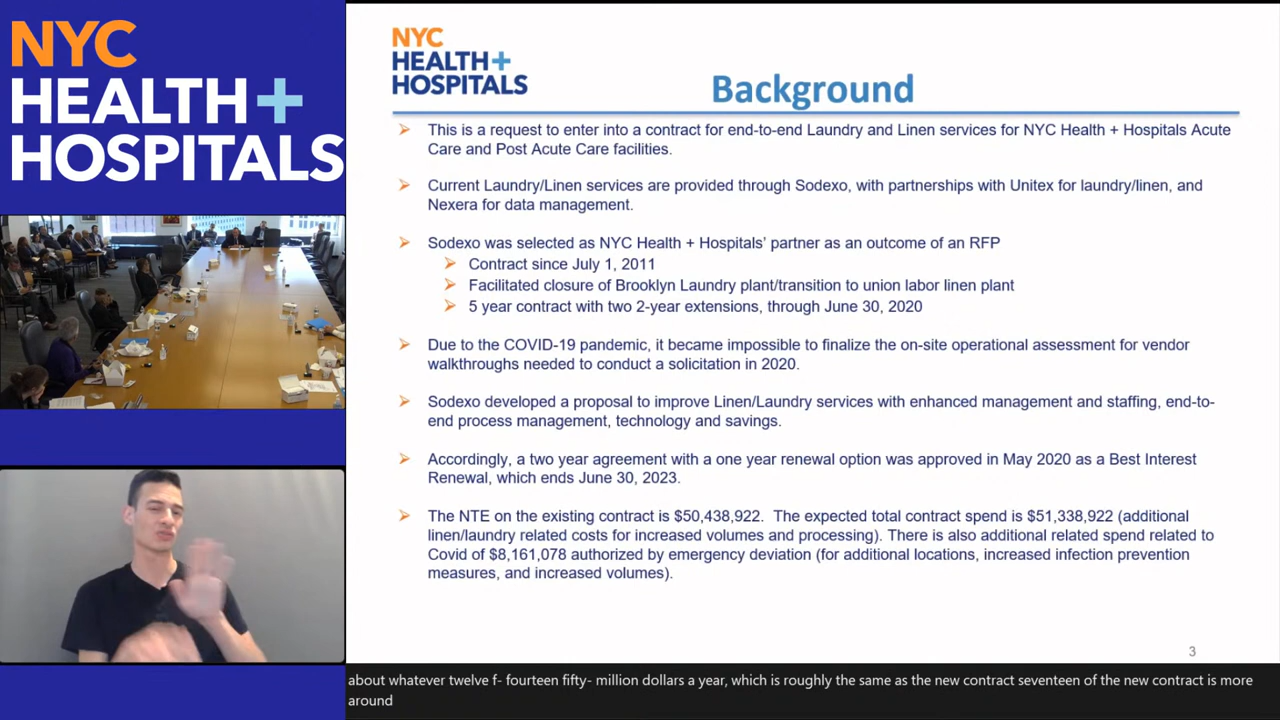 NYC
HEALTH+
HOSPITALS
NYC
HEALTH+
HOSPITALS
Background
This is a request to enter into a contract for end-to-end Laundry and Linen services for NYC Health + Hospitals Acute
Care and Post Acute Care facilities.
Current Laundry/Linen services are provided through Sodexo, with partnerships with Unitex for laundry/linen, and
Nexera for data management.
Sodexo was selected as NYC Health + Hospitals' partner as an outcome of an RFP
Contract since July 1, 2011
Facilitated closure of Brooklyn Laundry plant/transition to union labor linen plant
5 year contract with two 2-year extensions, through June 30, 2020
Due to the COVID-19 pandemic, it became impossible to finalize the on-site operational assessment for vendor
walkthroughs needed to conduct a solicitation in 2020.
Sodexo developed a proposal to improve Linen/Laundry services with enhanced management and staffing, end-to-
end process management, technology and savings.
Accordingly, a two year agreement with a one year renewal option was approved in May 2020 as a Best Interest
Renewal, which ends June 30, 2023.
The NTE on the existing contract is $50,438,922.  The expected total contract spend is $51,338,922 (additional
linen/laundry related costs for increased volumes and processing). There is also additional related spend related to
Covid of $8,161,078 authorized by emergency deviation (for additional locations, increased infection prevention
measures, and increased volumes).
3
about whatever twelve f- fourteen fifty- million dollars a year, which is roughly the same as the new contract seventeen of the new contract is more
around